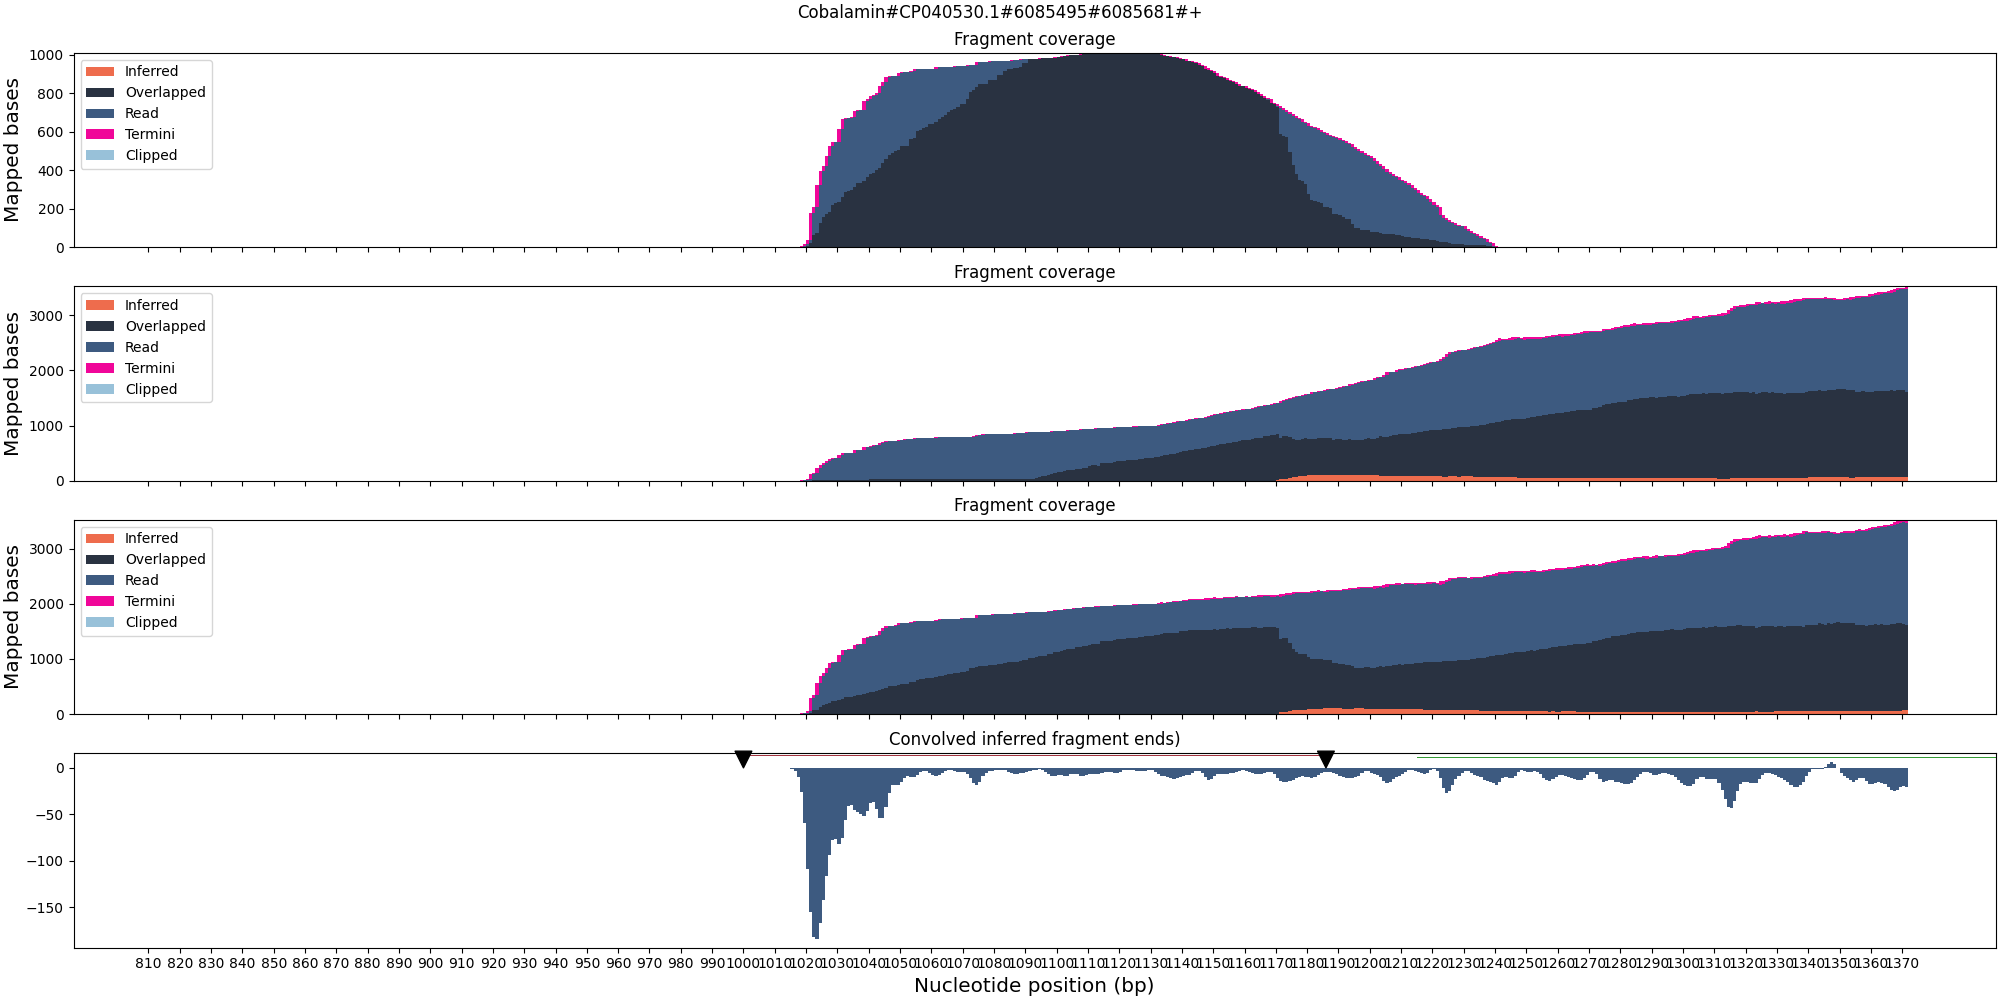 Cobalamin#CP040530.1#6085495#6085681#+
Fragment coverage
Mapped bases
1000
800
600
400
200
0
Inferred
Overlapped
Read
Termini
Clipped
Fragment coverage
Mapped bases
3000
2000
1000
0
Inferred
Overlapped
Read
Termini
Clipped
Fragment coverage
Mapped bases
3000
2000
1000
0
Inferred
Overlapped
Read
Termini
Clipped
Convolved inferred fragment ends)
0
−50
−100
−150
810 820 830 840 850 860 870 880 890 900 910 920 930 940 950 960 970 980 990 1000 1010 1020 1030 1040 1050 1060 1070 1080 1090 1100 1110 1120 1130 1140 1150 1160 1170 1180 1190 1200 1210 1220 1230 1240 1250 1260 1270 1280 1290 1300 1310 1320 1330 1340 1350 1360 1370
Nucleotide position (bp)